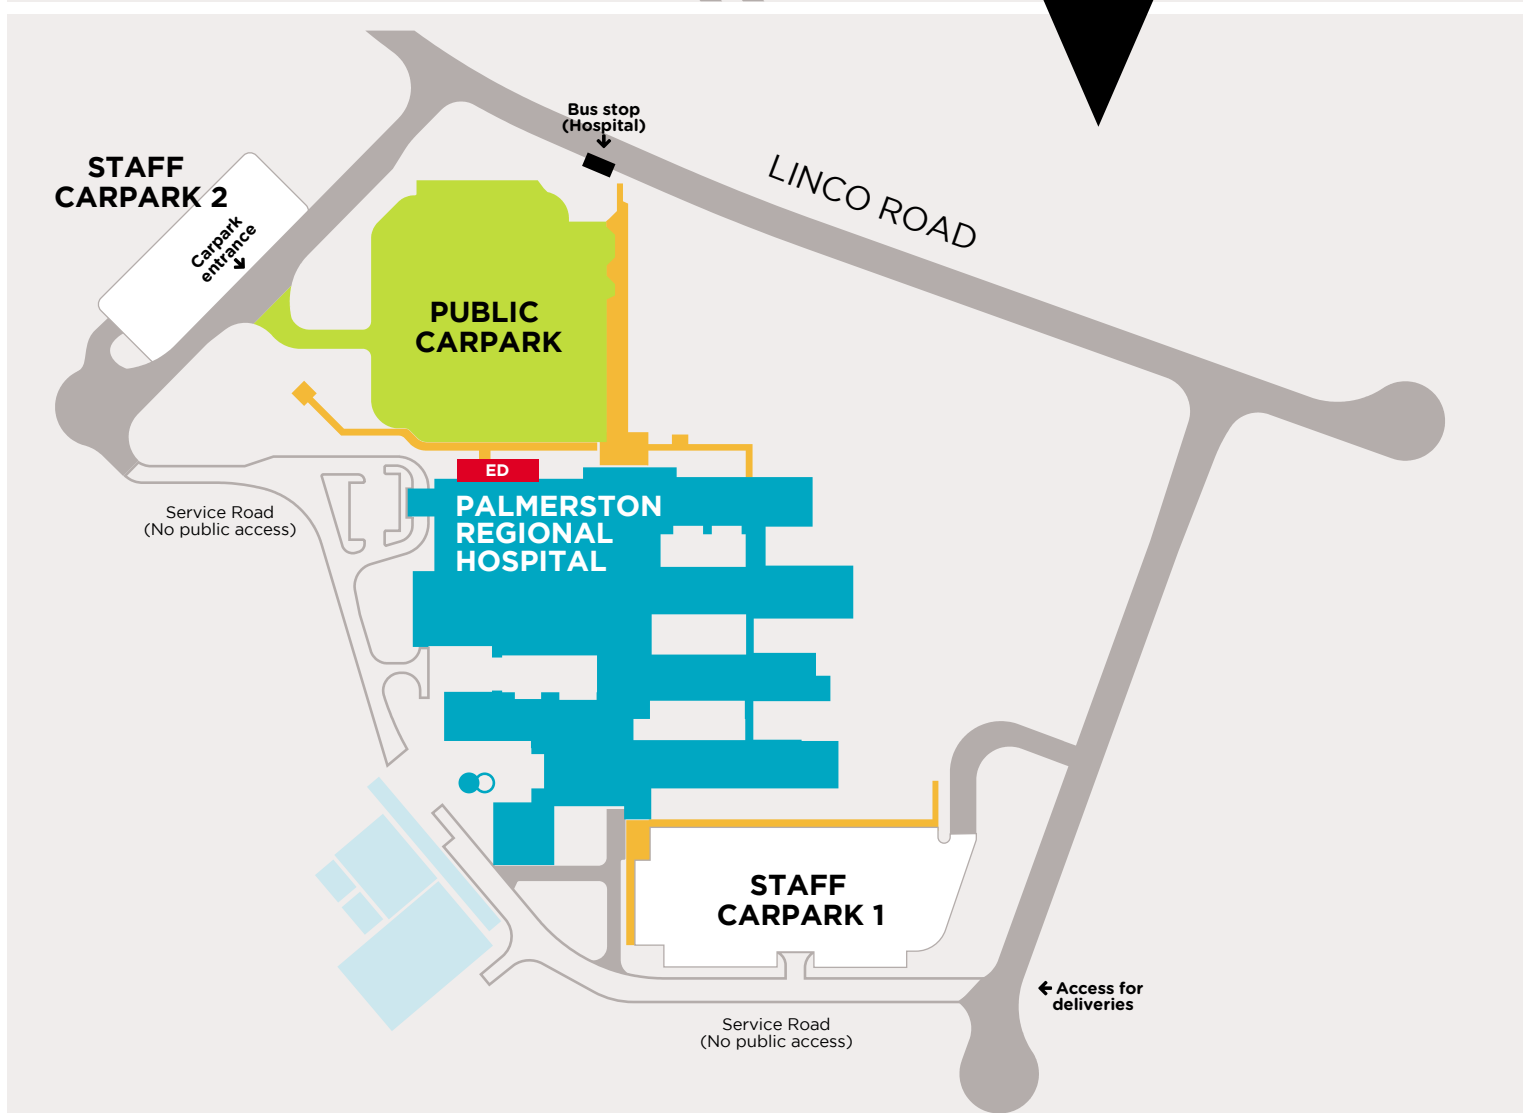 Bus stop
(Hospital)
STAFF
CARPARK 2
LINCO ROAD
Carpark
entrance
PUBLIC
CARPARK
ED
PALMERSTON
REGIONAL
HOSPITAL
Service Road
(No public access)
STAFF
CARPARK 1
Access for
deliveries
Service Road
(No public access)